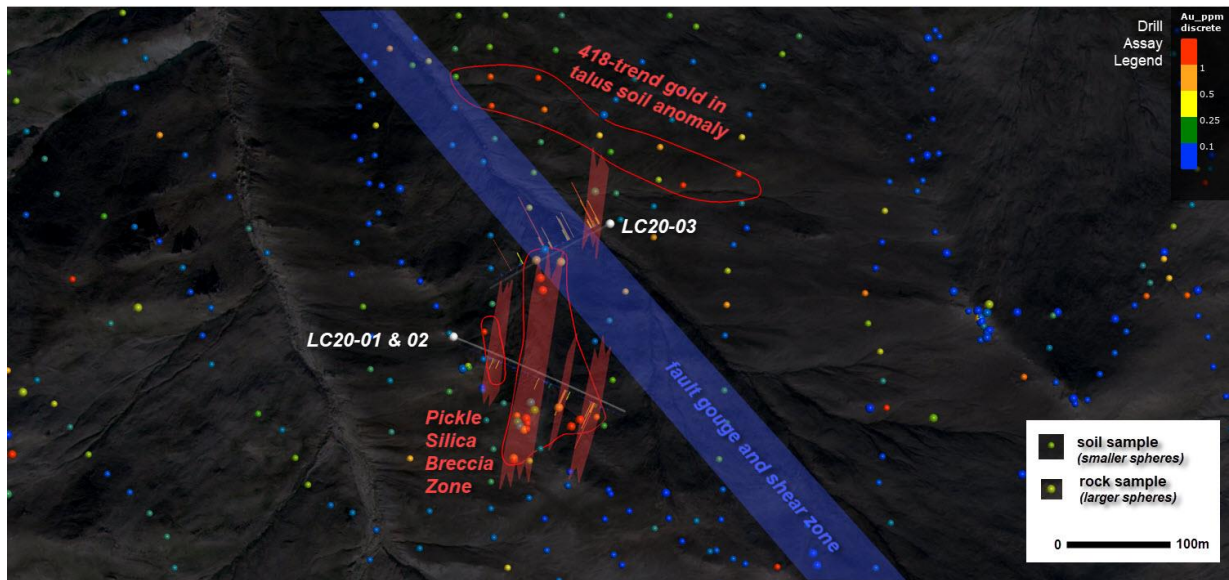 418-trend gold in
talus soil anomaly
Drill
Assay
Legend
Au_ppm
discrete
1
0.5
0.25
0.1
LC20-03
LC20-01 & 02
Pickle
Silica
Breccia
Zone
fault gouge and shear zone
soil sample
(smaller spheres)
rock sample
(larger spheres)
0
100m